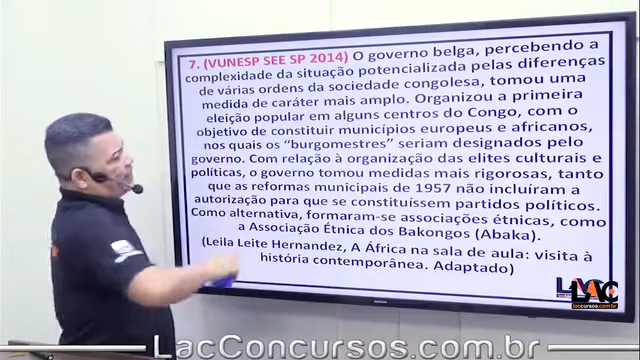 7. (VUNESP SEE SP 2014) O governo belga, percebendo a
complexidade da situação potencializada pelas diferenças
de várias ordens da sociedade congolesa, tomou uma
medida de caráter mais amplo. Organizou a primeira
eleição popular em alguns centros do Congo, com o
objetivo de constituir municípios europeus e africanos,
nos quais os “burgomestres” seriam designados pelo
governo. Com relação à organização das elites culturais e
políticas, o governo tomou medidas mais rigorosas, tanto
que as reformas municipais de 1957 não incluíram a
autorização para que se constituíssem partidos políticos.
Como alternativa, formaram-se associações étnicas, como
a Associação Étnica dos Bakongos (Abaka).
(Leila Leite Hernandez, A África na sala de aula: visita à
história contemporânea. Adaptado)
LAC
laccursos.com.br
LacConcursos.com.br